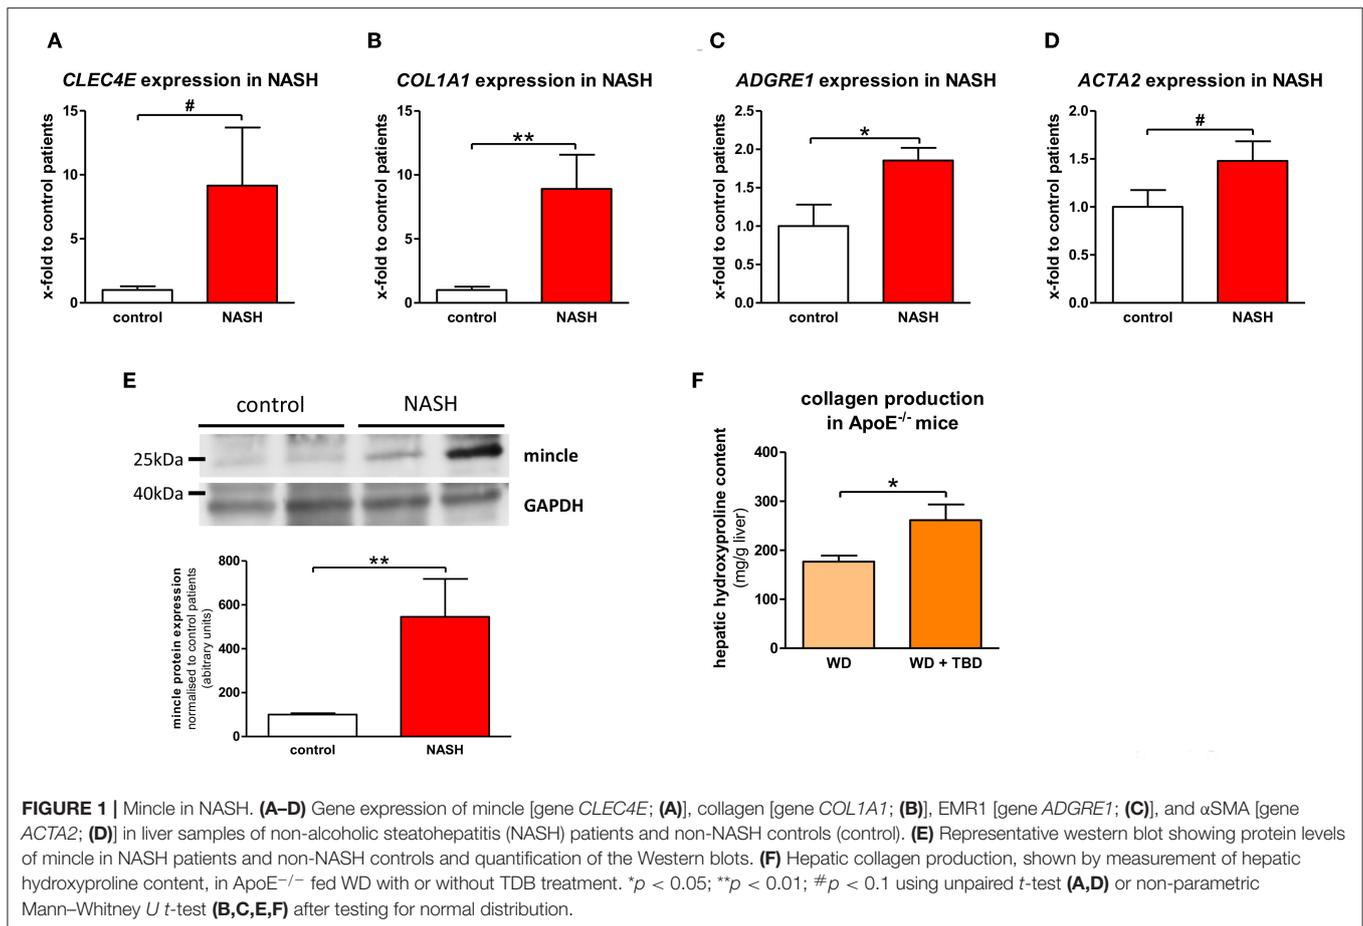 A
CLEC4E expression in NASH
x-fold to control patients
15
10
5
0
#
control
NASH
B
COL1A1 expression in NASH
x-fold to control patients
15
10
5
0
**
control
NASH
C
ADGRE1 expression in NASH
x-fold to control patients
2.5
2.0
1.5
1.0
0.5
0.0
*
control
NASH
D
ACTA2 expression in NASH
x-fold to control patients
2.0
1.5
1.0
0.5
0.0
#
control
NASH
E
control
NASH
25kDa
mincle
40kDa
GAPDH
mincle protein expression
normalised to control patients
(abitrary units)
800
600
400
200
0
**
control
NASH
F
collagen production
in ApoE-/- mice
hepatic hydroxyproline content
(mg/g liver)
400
300
200
100
0
*
WD
WD + TBD
FIGURE 1 | Mincle in NASH. (A–D) Gene expression of mincle [gene CLEC4E; (A)], collagen [gene COL1A1; (B)], EMR1 [gene ADGRE1; (C)], and αSMA [gene
ACTA2; (D)] in liver samples of non-alcoholic steatohepatitis (NASH) patients and non-NASH controls (control). (E) Representative western blot showing protein levels
of mincle in NASH patients and non-NASH controls and quantification of the Western blots. (F) Hepatic collagen production, shown by measurement of hepatic
hydroxyproline content, in ApoE−/− fed WD with or without TDB treatment. *p < 0.05; **p < 0.01; #p < 0.1 using unpaired t-test (A,D) or non-parametric
Mann–Whitney U t-test (B,C,E,F) after testing for normal distribution.